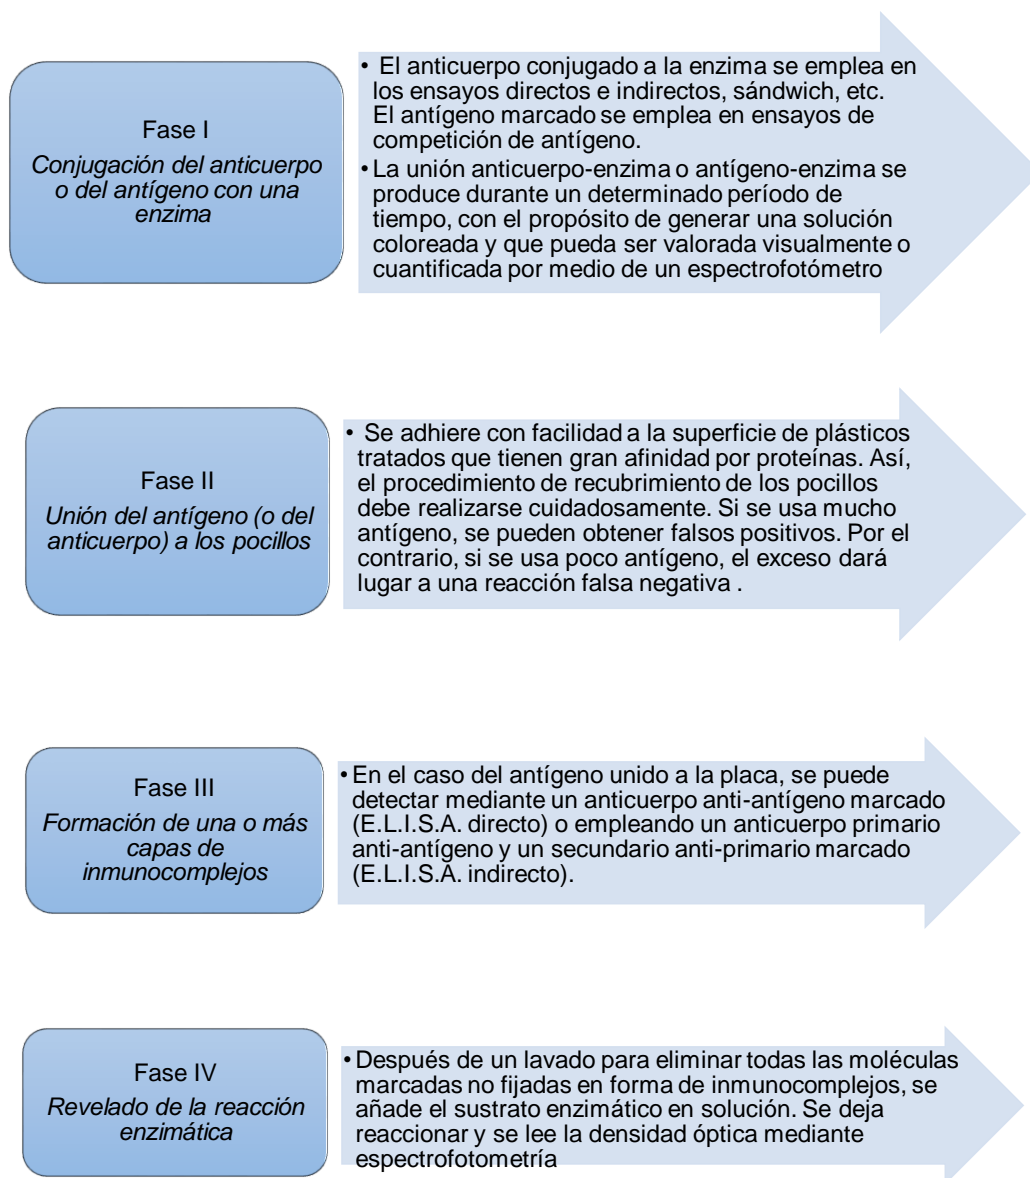 Fase I
Conjugación del anticuerpo
o del antígeno con una
enzima
• El anticuerpo conjugado a la enzima se emplea en
los ensayos directos e indirectos, sándwich, etc.
El antígeno marcado se emplea en ensayos de
competición de antígeno.
• La unión anticuerpo-enzima o antígeno-enzima se
produce durante un determinado período de
tiempo, con el propósito de generar una solución
coloreada y que pueda ser valorada visualmente o
cuantificada por medio de un espectrofotómetro
Fase II
Unión del antígeno (o del
anticuerpo) a los pocillos
• Se adhiere con facilidad a la superficie de plásticos
tratados que tienen gran afinidad por proteínas. Así,
el procedimiento de recubrimiento de los pocillos
debe realizarse cuidadosamente. Si se usa mucho
antígeno, se pueden obtener falsos positivos. Por el
contrario, si se usa poco antígeno, el exceso dará
lugar a una reacción falsa negativa .
Fase III
Formación de una o más
capas de
inmunocomplejos
• En el caso del antígeno unido a la placa, se puede
detectar mediante un anticuerpo anti-antígeno marcado
(E.L.I.S.A. directo) o empleando un anticuerpo primario
anti-antígeno y un secundario anti-primario marcado
(E.L.I.S.A. indirecto).
Fase IV
Revelado de la reacción
enzimática
• Después de un lavado para eliminar todas las moléculas
marcadas no fijadas en forma de inmunocomplejos, se
añade el sustrato enzimático en solución. Se deja
reaccionar y se lee la densidad óptica mediante
espectrofotometría